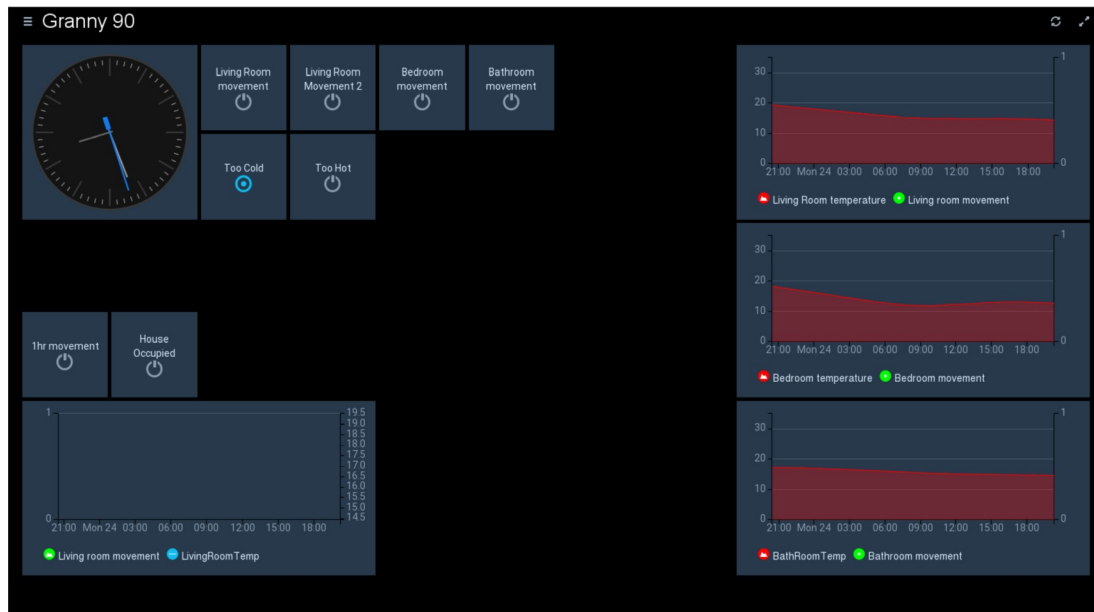 Granny 90
Living Room
movement
Living Room
Movement 2
Bedroom
movement
Bathroom
movement
Too Cold
Too Hot
1hr movement
House
Occupied
1
0
19.5
19.0
18.5
18.0
17.5
17.0
16.5
16.0
15.5
15.0
14.5
21:00 Mon 24 03:00 06:00 09:00 12:00 15:00 18:00
Living room movement LivingRoomTemp
30
20
10
0
1
0
21:00 Mon 24 03:00 06:00 09:00 12:00 15:00 18:00
Living Room temperature Living room movement
30
20
10
0
1
0
21:00 Mon 24 03:00 06:00 09:00 12:00 15:00 18:00
Bedroom temperature Bedroom movement
30
20
10
0
1
0
21:00 Mon 24 03:00 06:00 09:00 12:00 15:00 18:00
BathRoomTemp Bathroom movement